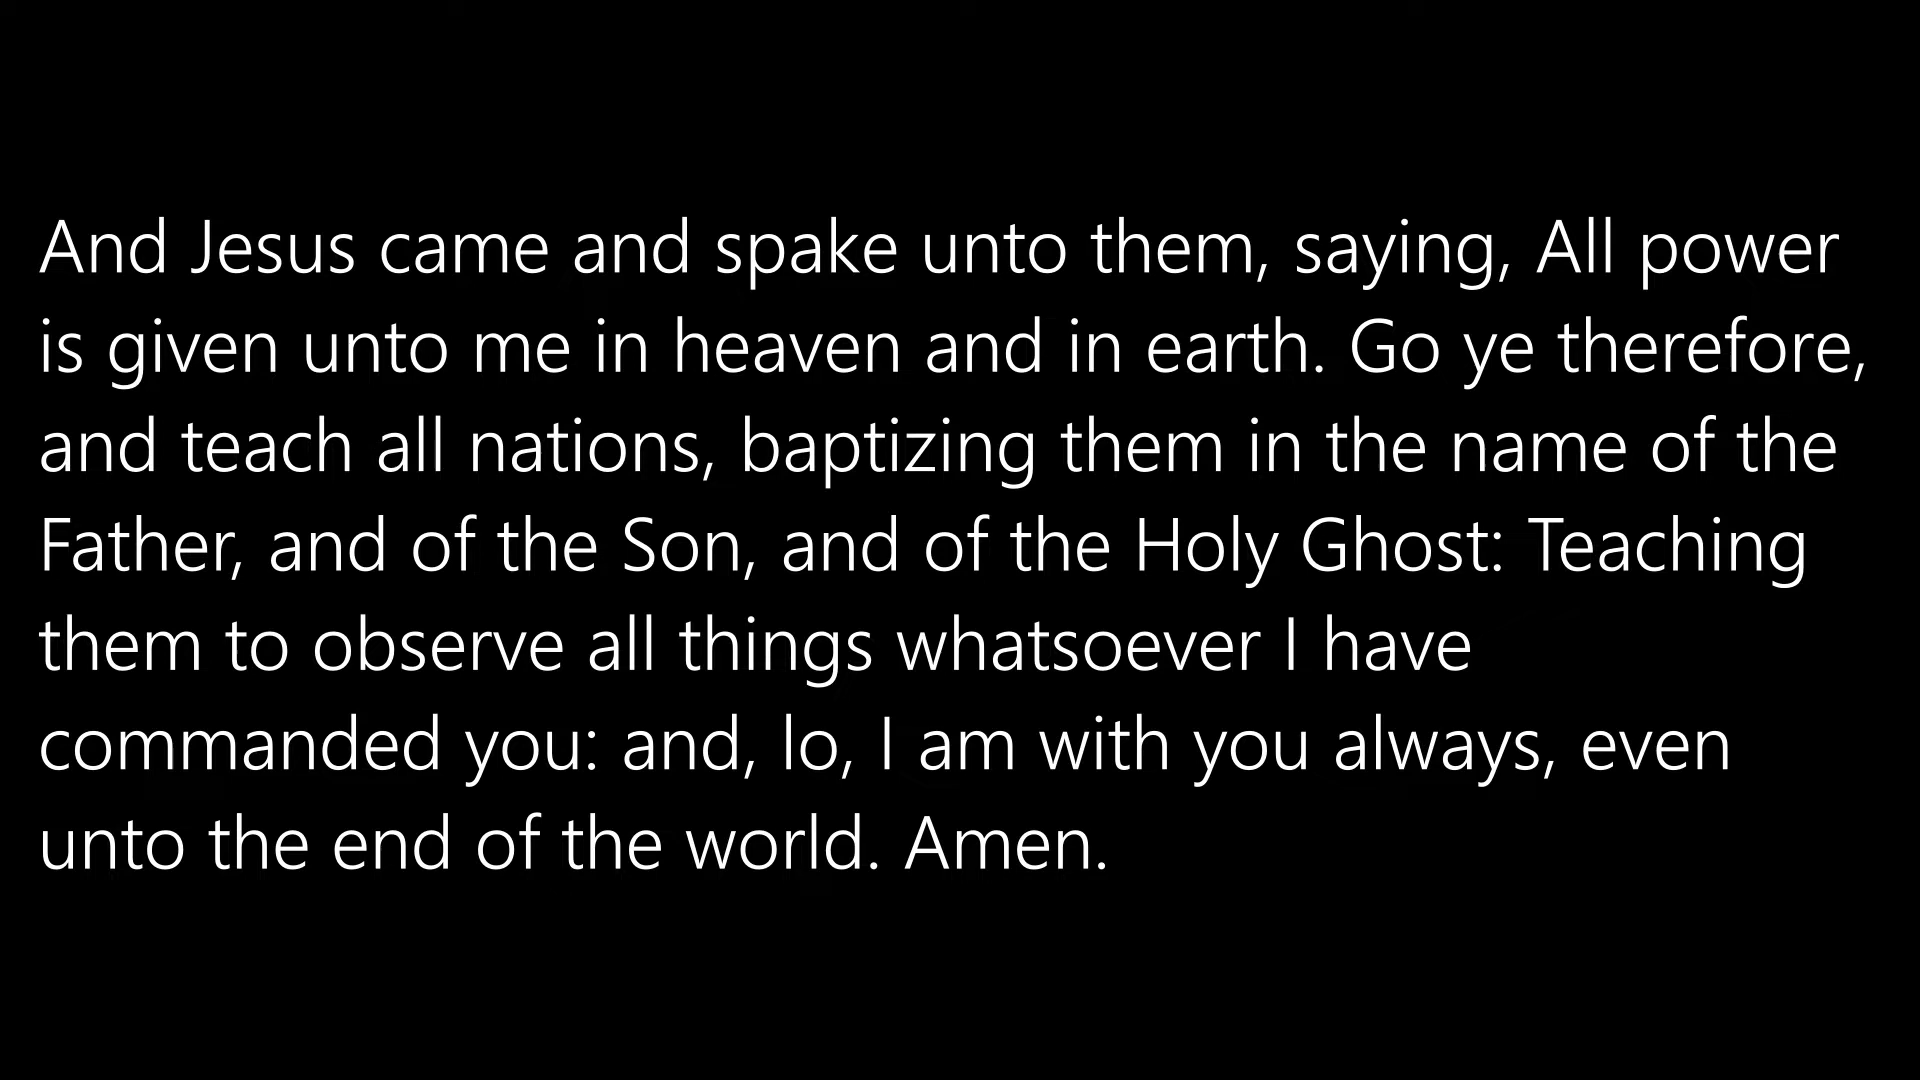 And Jesus came and spake unto them, saying, All power
is given unto me in heaven and in earth. Go ye therefore,
and teach all nations, baptizing them in the name of the
Father, and of the Son, and of the Holy Ghost: Teaching
them to observe all things whatsoever I have
commanded you: and, lo, I am with you always, even
unto the end of the world. Amen.